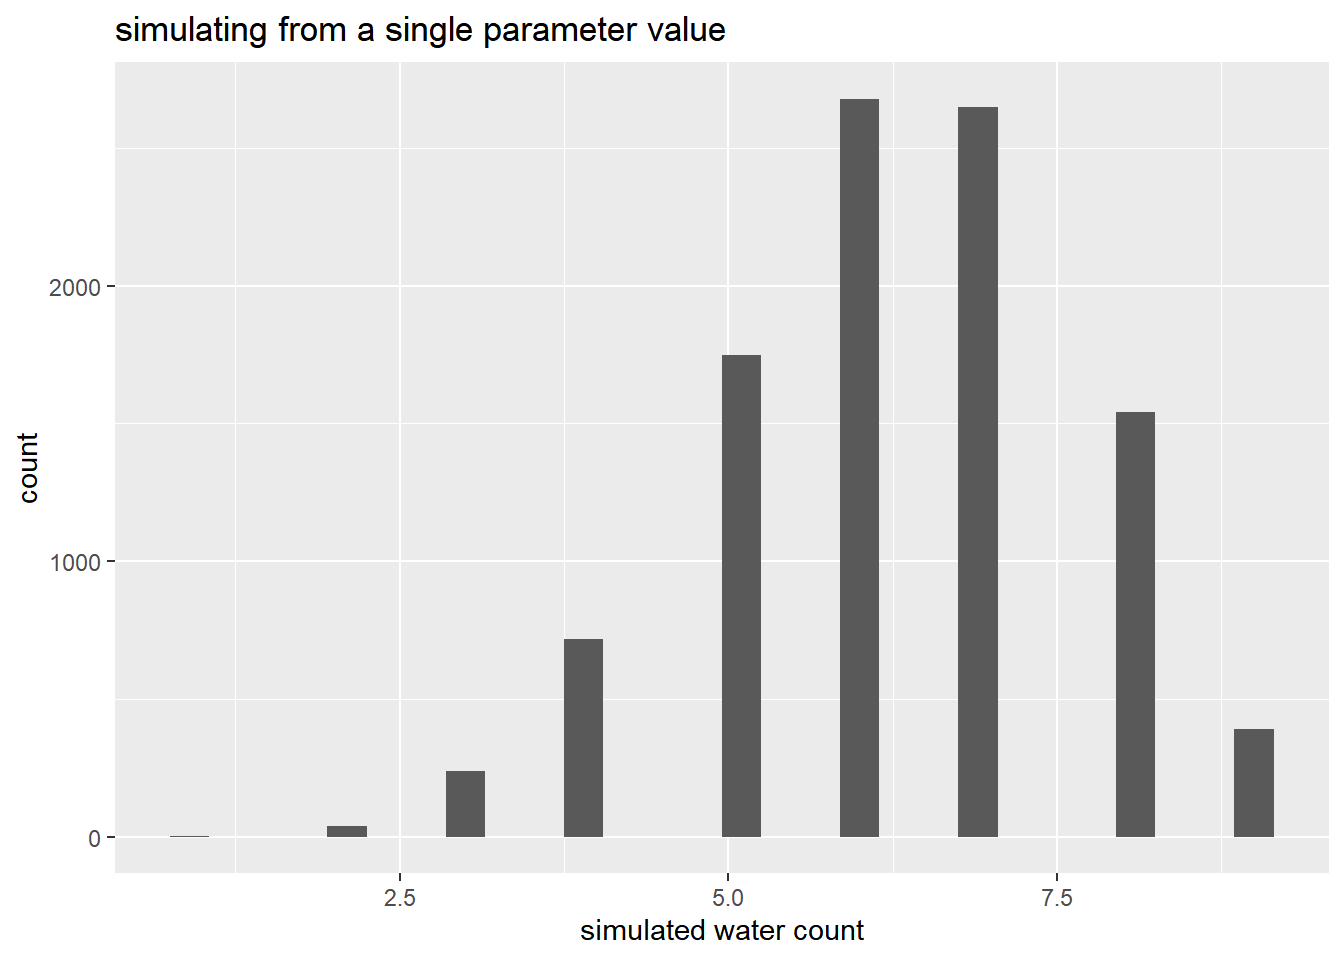 simulating from a single parameter value
count
2000
1000
0
2.5 5.0 7.5
simulated water count